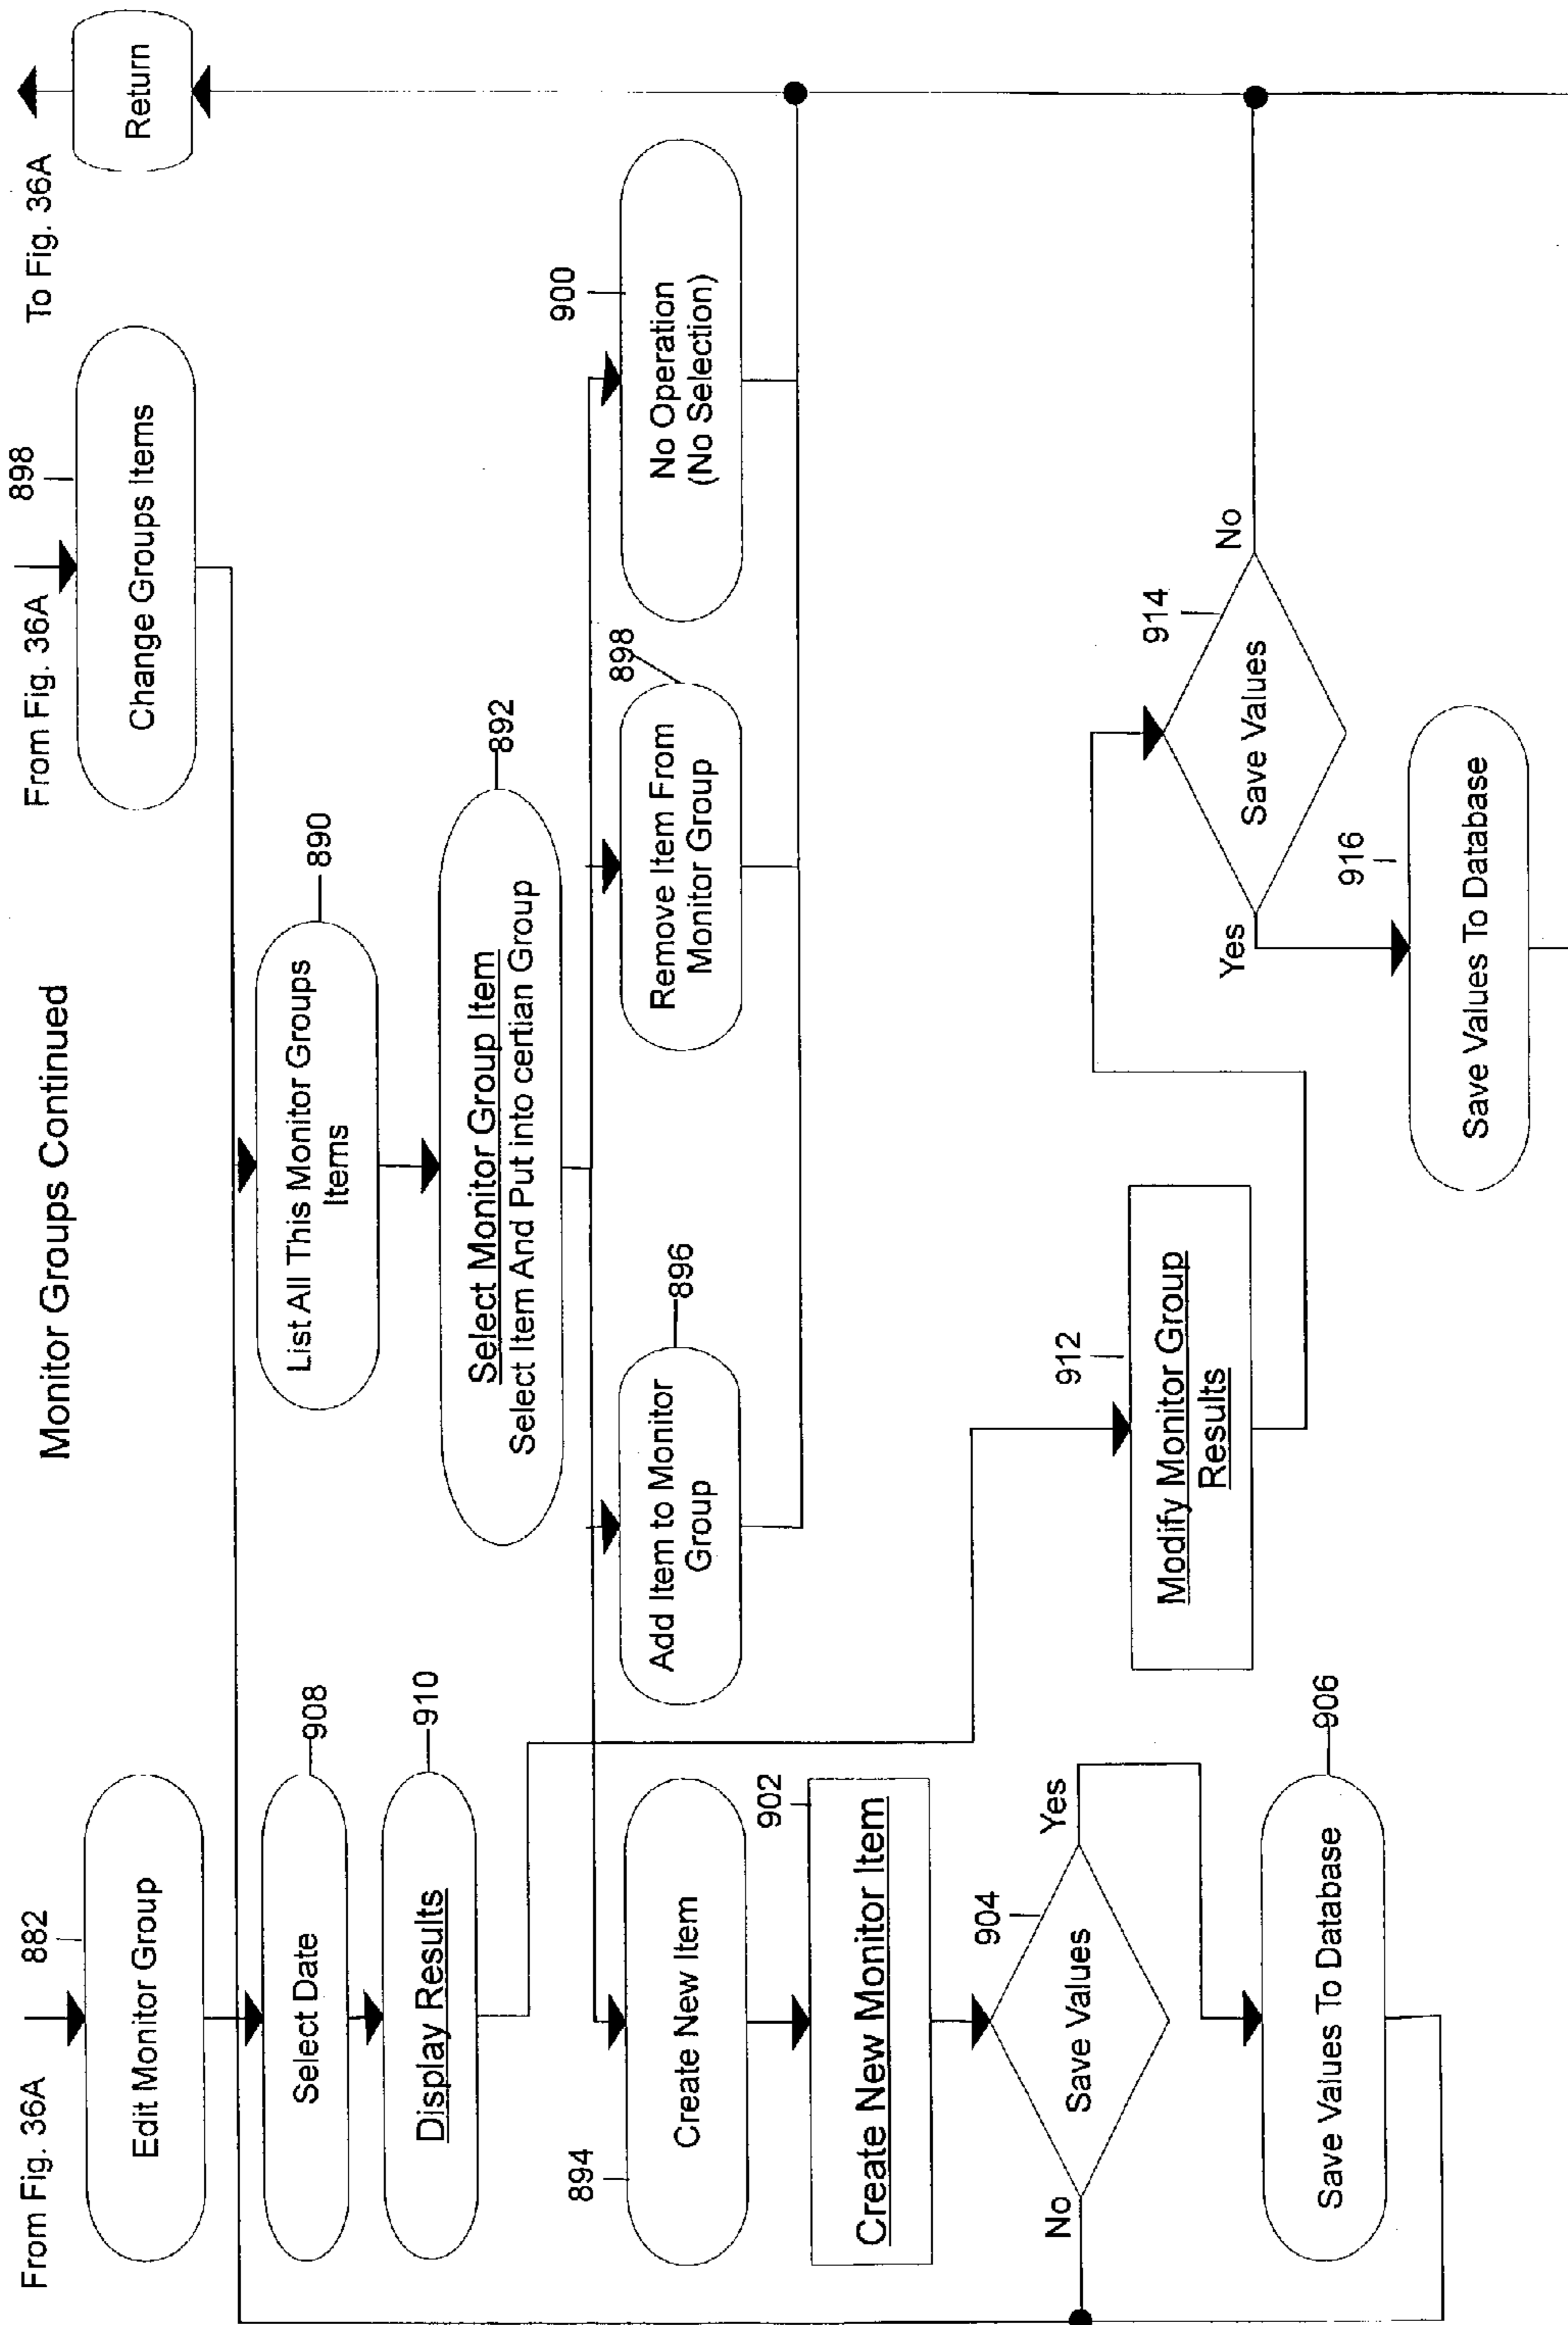 Monitor Groups Continued
From Fig. 36A
882
Edit Monitor Group
From Fig. 36A
898
Change Groups Items
To Fig. 36A
Return
908
Select Date
910
Display Results
890
List All This Monitor Groups
Items
892
Select Monitor Group Item
Select Item And Put into certian Group
894
Create New Item
896
Add Item to Monitor
Group
898
Remove Item From
Monitor Group
900
No Operation
(No Selection)
902
Create New Monitor Item
904
Save Values
No
Yes
906
Save Values To Database
912
Modify Monitor Group
Results
914
Save Values
Yes
No
916
Save Values To Database